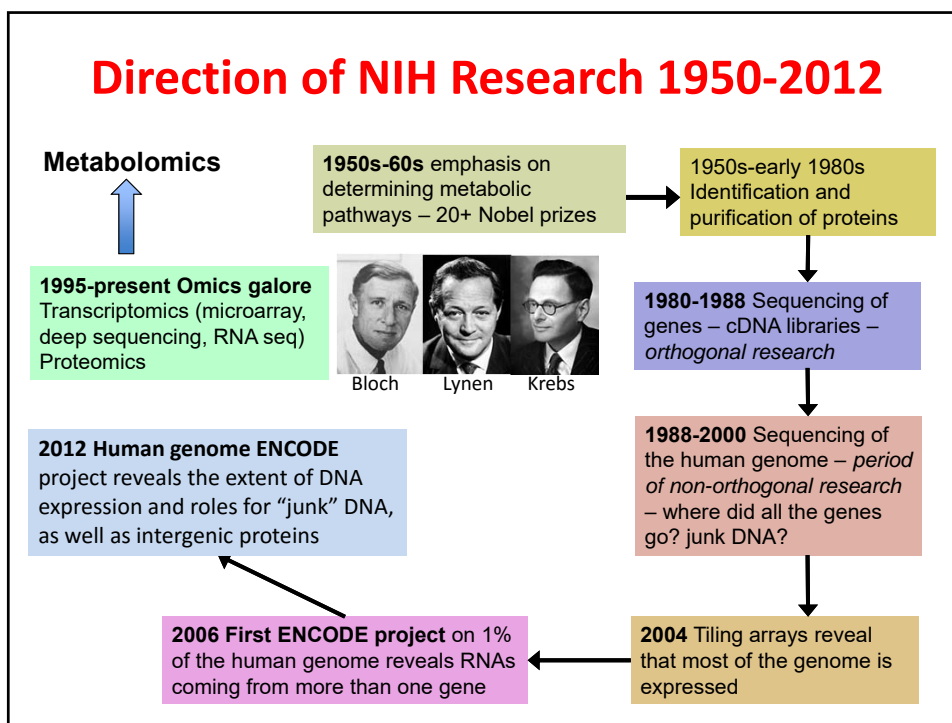 Direction of NIH Research 1950-2012
Metabolomics
1950s-60s emphasis on
determining metabolic
pathways – 20+ Nobel prizes
1950s-early 1980s
Identification and
purification of proteins
1995-present Omics galore
Transcriptomics (microarray,
deep sequencing, RNA seq)
Proteomics
Bloch
Lynen
Krebs
1980-1988 Sequencing of
genes – cDNA libraries –
orthogonal research
2012 Human genome ENCODE
project reveals the extent of DNA
expression and roles for “junk” DNA,
as well as intergenic proteins
1988-2000 Sequencing of
the human genome – period
of non-orthogonal research
– where did all the genes
go? junk DNA?
2006 First ENCODE project on 1%
of the human genome reveals RNAs
coming from more than one gene
2004 Tiling arrays reveal
that most of the genome is
expressed